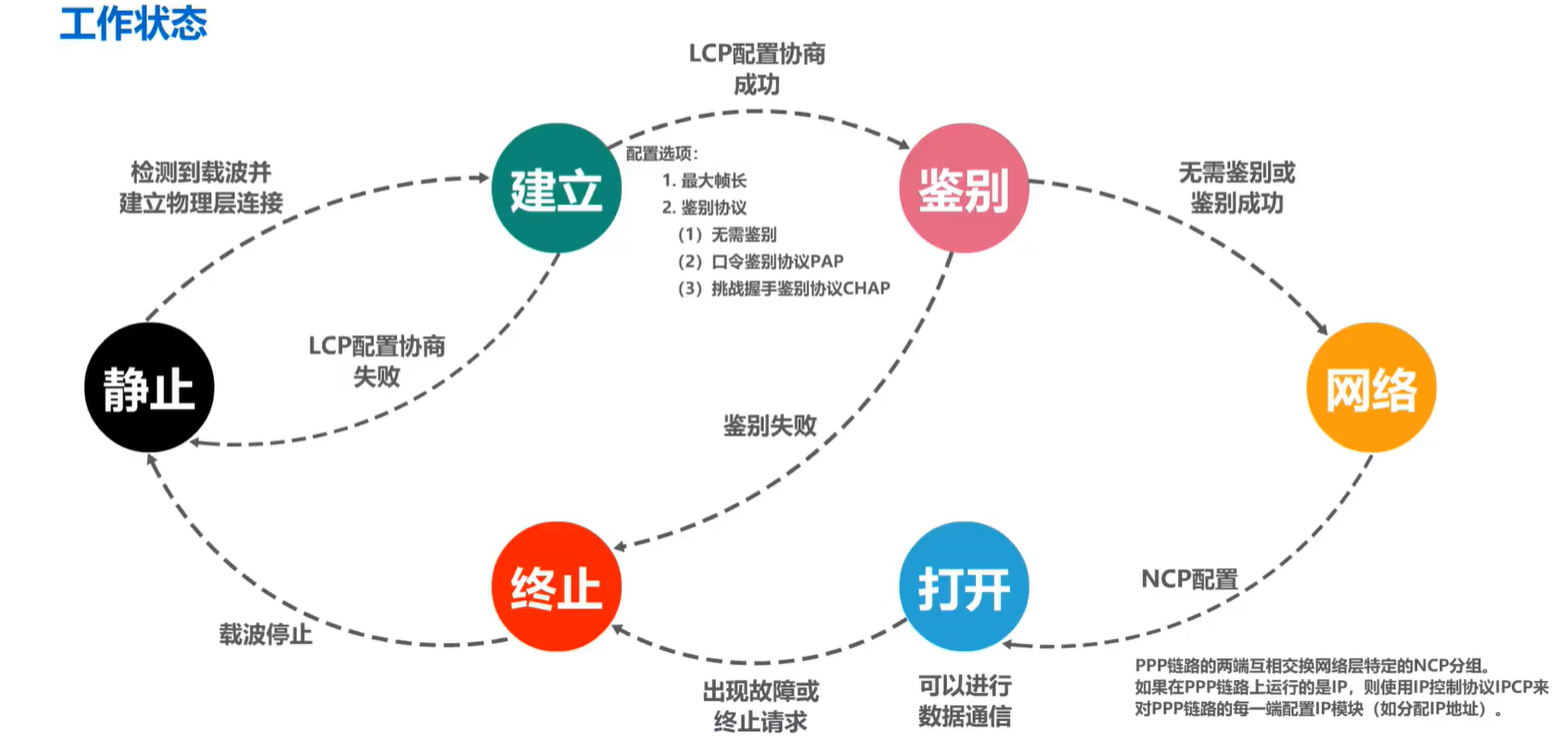 工作状态
LCP配置协商
成功
检测到载波并
建立物理层连接
建立
配置选项：
1. 最大帧长
2. 鉴别协议
（1）无需鉴别
（2）口令鉴别协议PAP
（3）挑战握手鉴别协议CHAP
鉴别
无需鉴别或
鉴别成功
静止
LCP配置协商
失败
鉴别失败
网络
终止
打开
NCP配置
载波停止
出现故障或
终止请求
可以进行
数据通信
PPP链路的两端互相交换网络层特定的NCP分组。
如果在PPP链路上运行的是IP，则使用IP控制协议IPCP来
对PPP链路的每一端配置IP模块（如分配IP地址）。